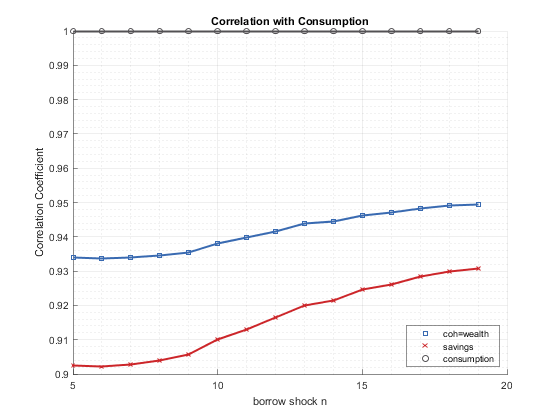 Correlation with Consumption
Correlation Coefficient
1
0.99
0.98
0.97
0.96
0.95
0.94
0.93
0.92
0.91
0.9
5
10
15
20
borrow shock n
coh=wealth
savings
consumption